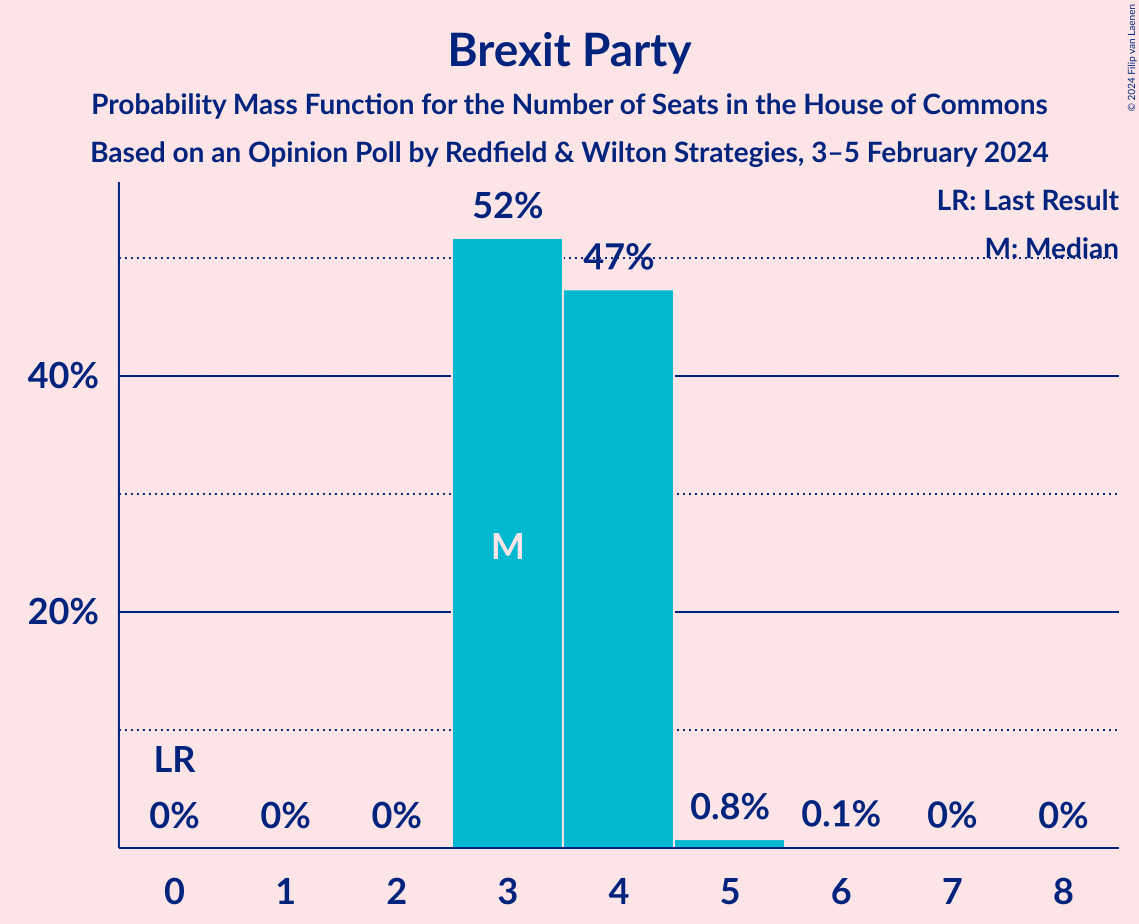 Brexit Party
Probability Mass Function for the Number of Seats in the House of Commons
Based on an Opinion Poll by Redfield & Wilton Strategies, 3–5 February 2024
© 2024 Filip van Laenen
LR: Last Result
M: Median
52%
47%
40%
M
20%
LR
0% 0% 0% 0.8% 0.1% 0% 0%
0 1 2 3 4 5 6 7 8